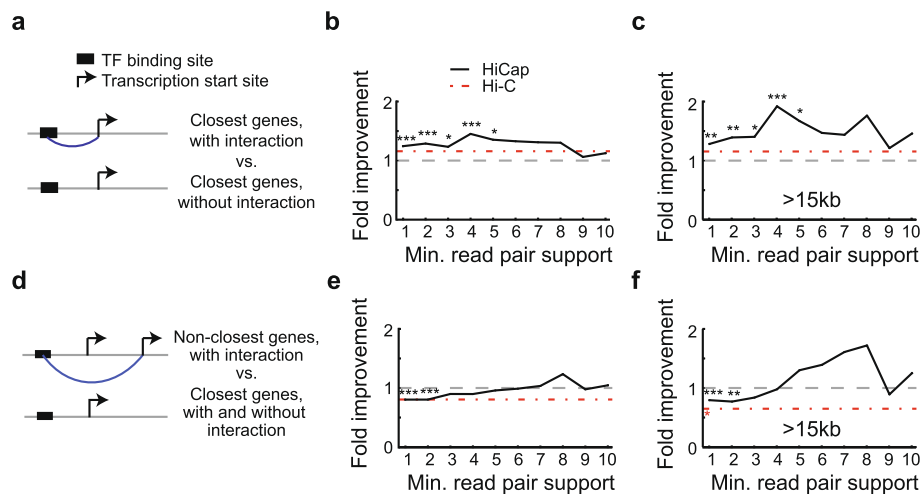 a
TF binding site
Transcription start site
Closest genes,
with interaction
vs.
Closest genes,
without interaction
b
HiCap
Hi-C
Fold improvement
2
1
0
*** *** * *** *
1 2 3 4 5 6 7 8 9 10
Min. read pair support
c
Fold improvement
2
1
0
** ** * *** *
>15kb
1 2 3 4 5 6 7 8 9 10
Min. read pair support
d
Non-closest genes,
with interaction
vs.
Closest genes,
with and without
interaction
e
Fold improvement
2
1
0
*** ***
1 2 3 4 5 6 7 8 9 10
Min. read pair support
f
Fold improvement
2
1
0
*** **
*
>15kb
1 2 3 4 5 6 7 8 9 10
Min. read pair support